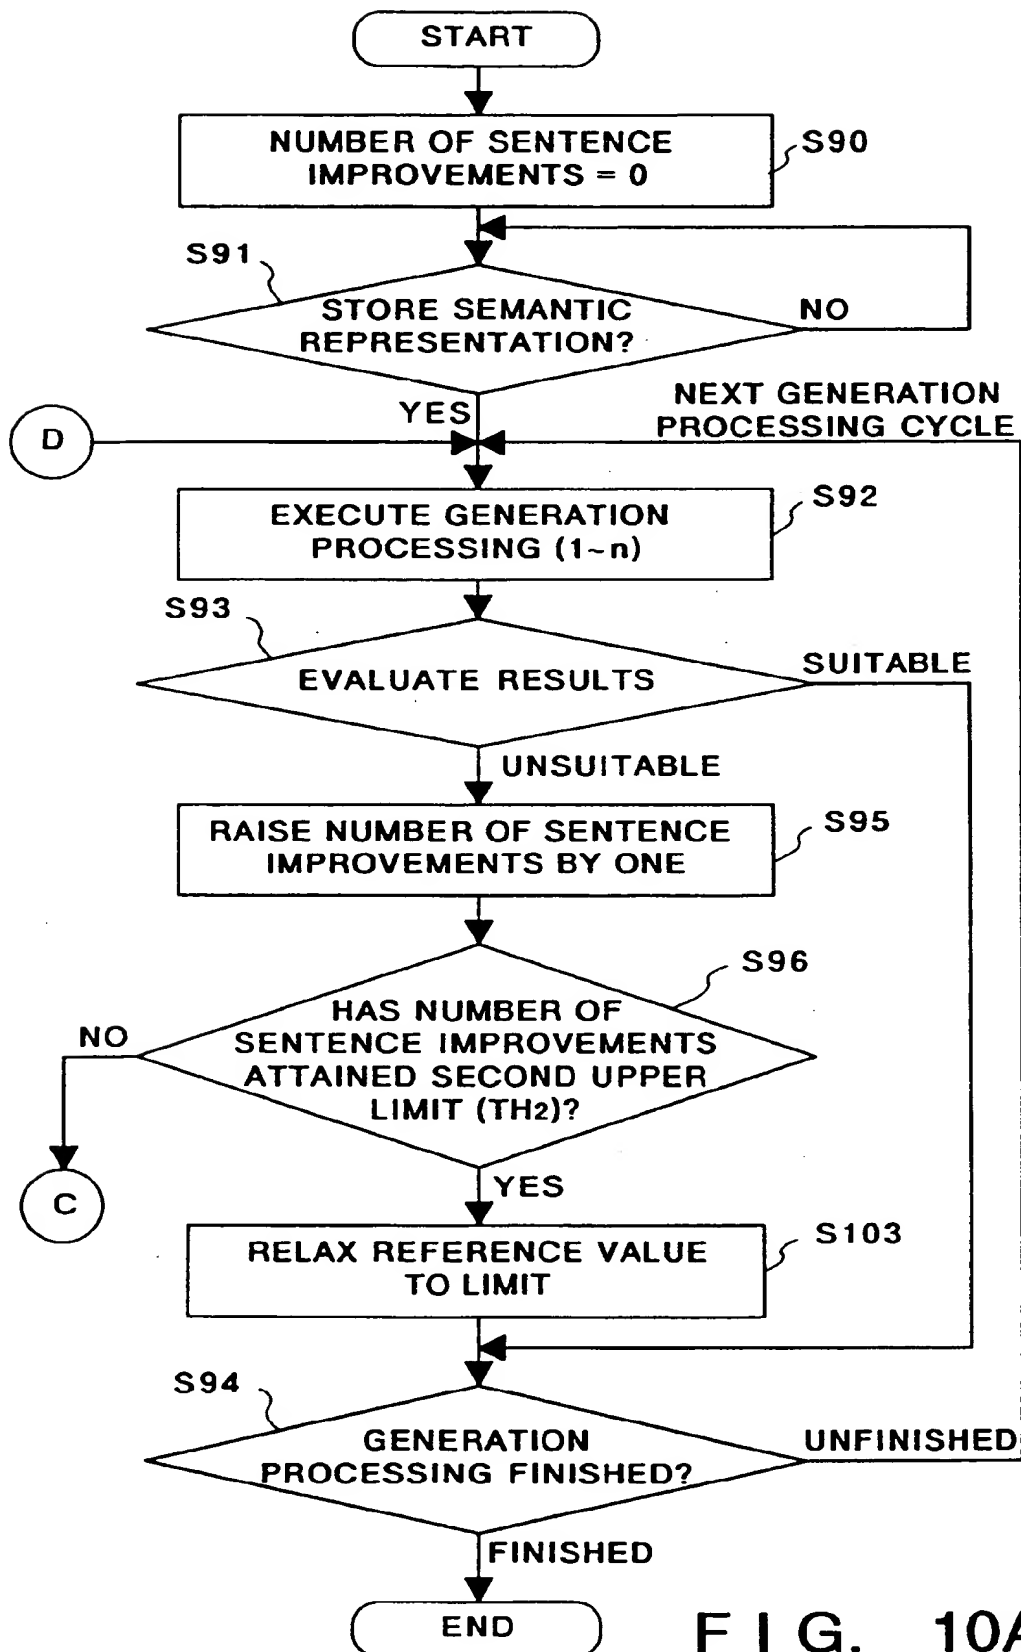 START
NUMBER OF SENTENCE
IMPROVEMENTS = 0
S90
S91
STORE SEMANTIC
REPRESENTATION?
NO
YES
NEXT GENERATION
PROCESSING CYCLE
D
EXECUTE GENERATION
PROCESSING (1~n)
S92
S93
EVALUATE RESULTS
SUITABLE
UNSUITABLE
RAISE NUMBER OF SENTENCE
IMPROVEMENTS BY ONE
S95
S96
HAS NUMBER OF
SENTENCE IMPROVEMENTS
ATTAINED SECOND UPPER
LIMIT (TH2)?
NO
C
YES
RELAX REFERENCE VALUE
TO LIMIT
S103
S94
GENERATION
PROCESSING FINISHED?
UNFINISHED
FINISHED
END
FIG. 10A